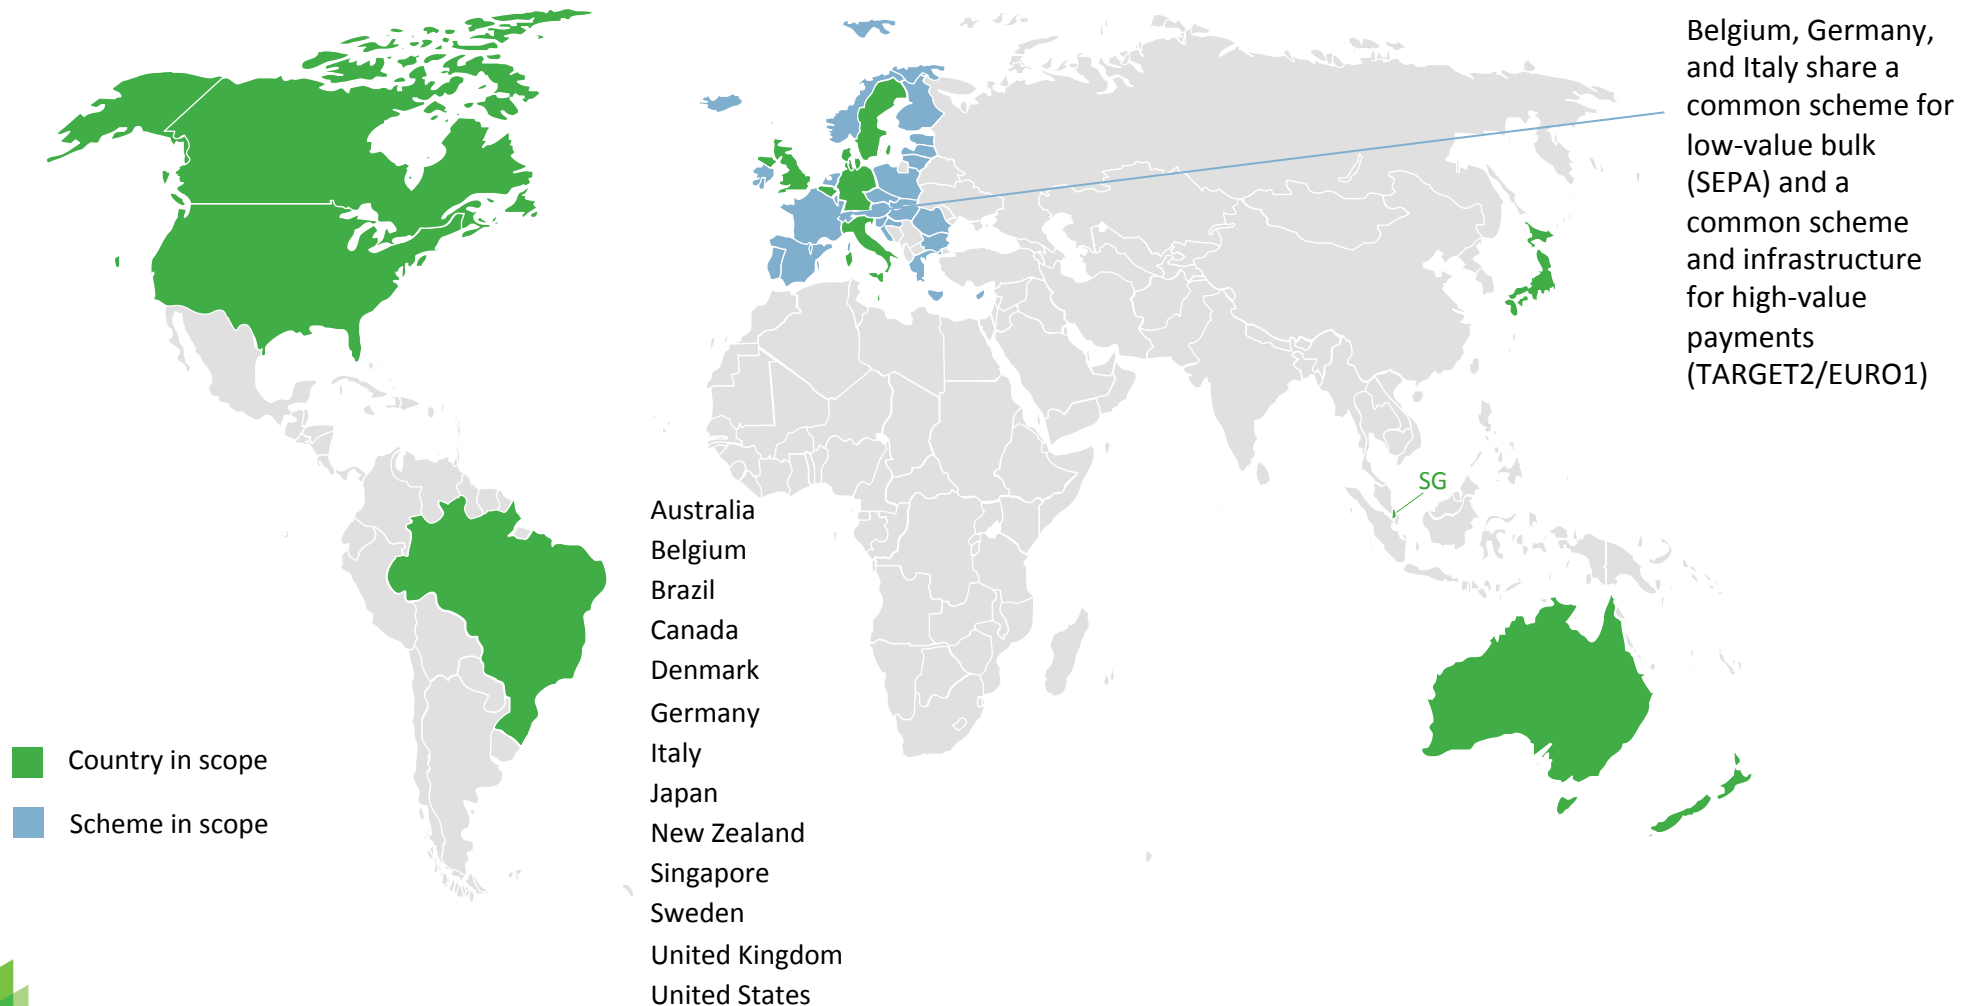 Belgium, Germany,
and Italy share a
common scheme for
low-value bulk
(SEPA) and a
common scheme
and infrastructure
for high-value
payments
(TARGET2/EURO1)
SG
Australia
Belgium
Brazil
Canada
Denmark
Germany
Italy
Japan
New Zealand
Singapore
Sweden
United Kingdom
United States
Country in scope
Scheme in scope